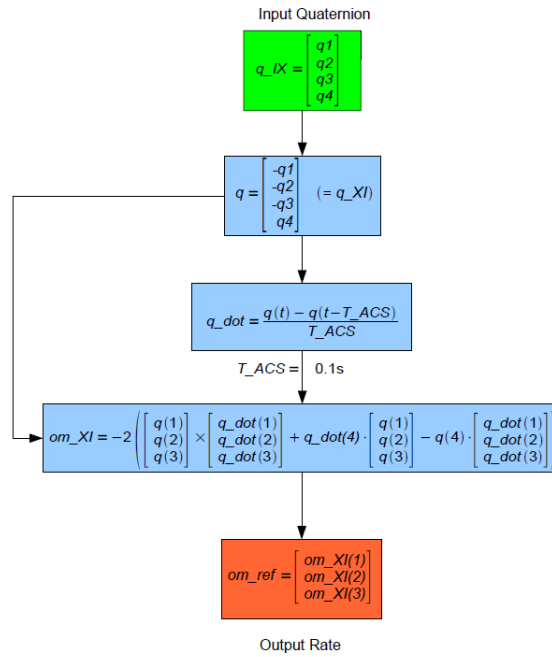 Input Quaternion
q_IX = [q1
q2
q3
q4]
q = [-q1
-q2
-q3
q4] (= q_XI)
q_dot = (q(t) − q(t−T_ACS)) / T_ACS
T_ACS = 0.1s
om_XI = −2 ([q(1) q(2) q(3)] × [q_dot(1) q_dot(2) q_dot(3)] + q_dot(4)· [q(1) q(2) q(3)] − q(4)· [q_dot(1) q_dot(2) q_dot(3)])
om_ref = [om_XI(1)
om_XI(2)
om_XI(3)]
Output Rate